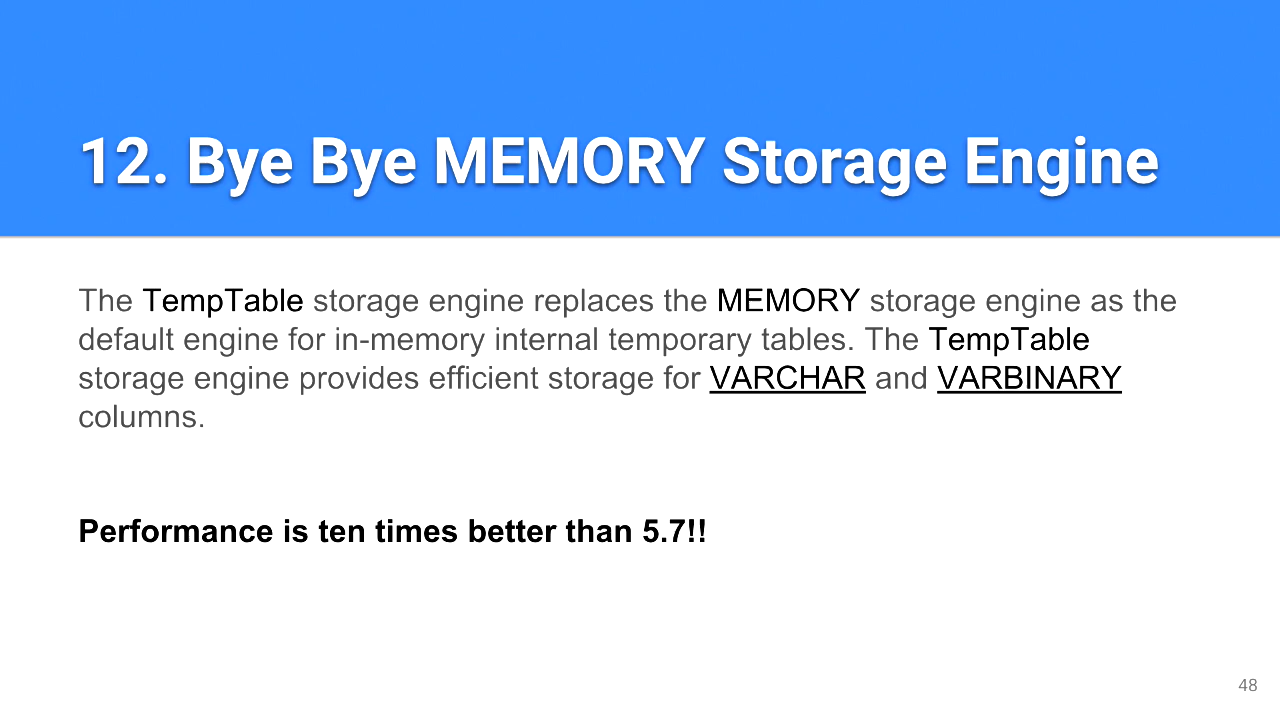 12. Bye Bye MEMORY Storage Engine
The TempTable storage engine replaces the MEMORY storage engine as the
default engine for in-memory internal temporary tables. The TempTable
storage engine provides efficient storage for VARCHAR and VARBINARY
columns.
Performance is ten times better than 5.7!!
48